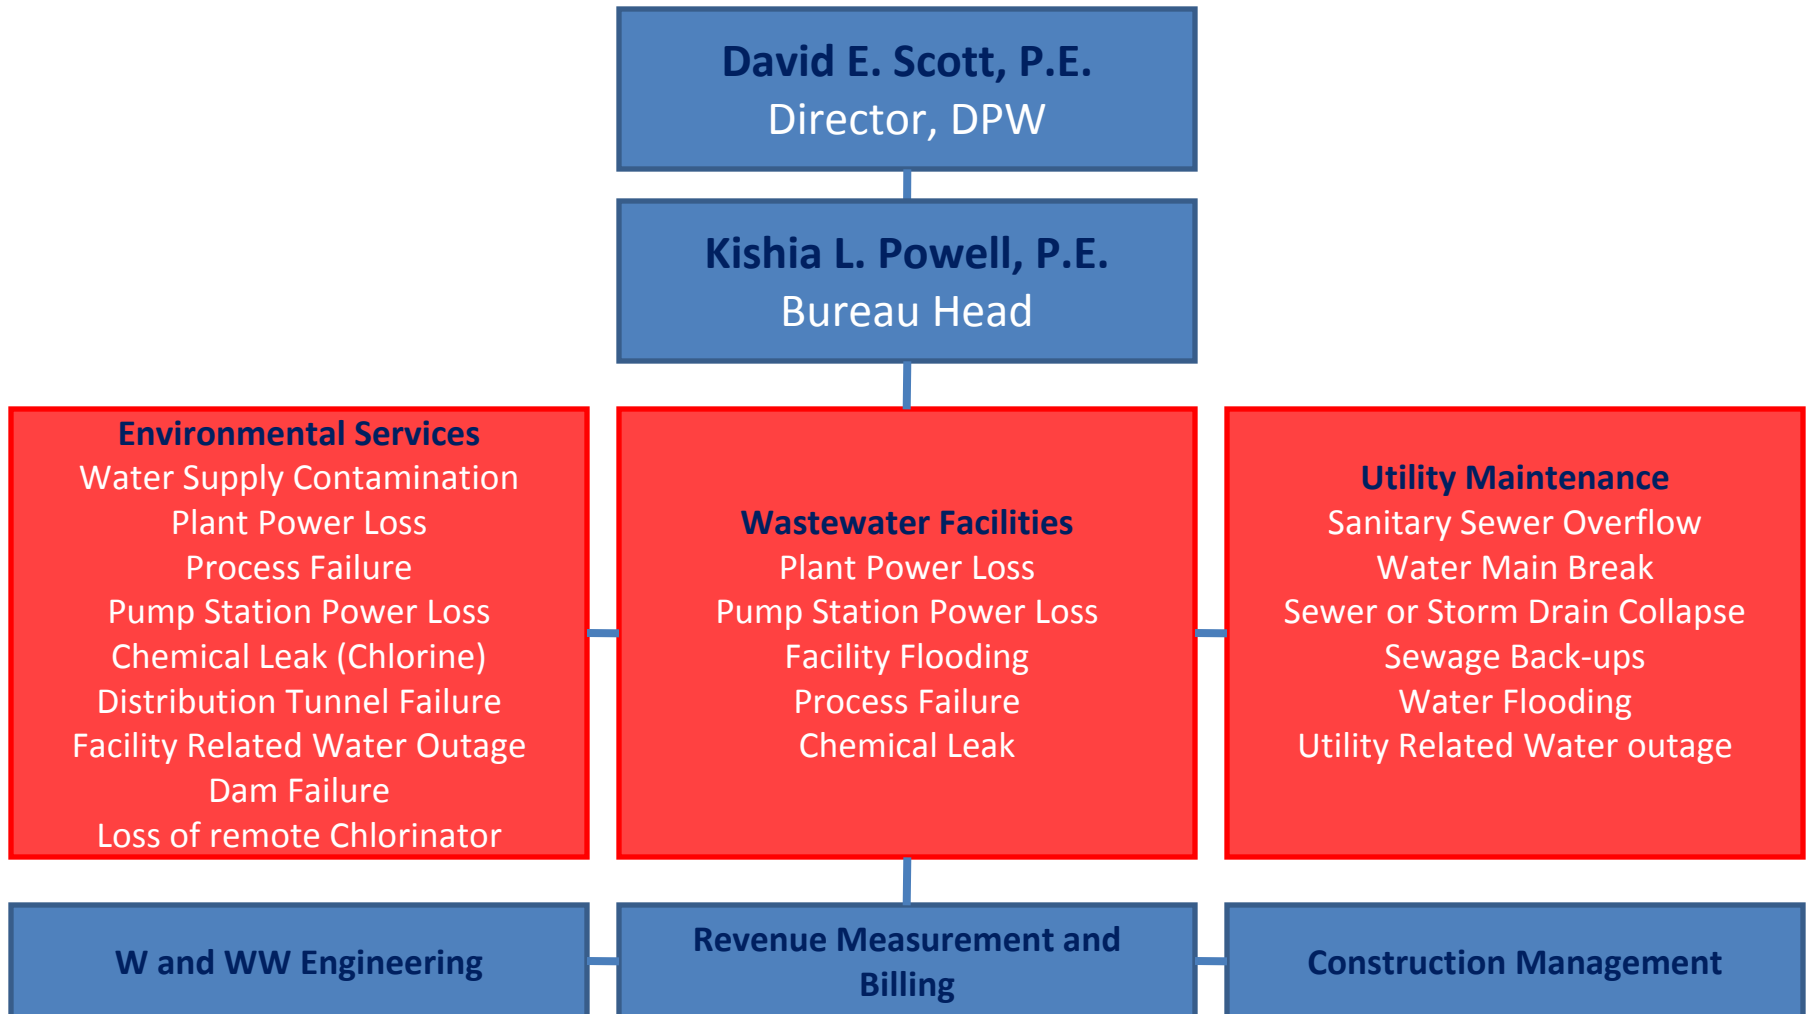 David E. Scott, P.E.
Director, DPW
Kishia L. Powell, P.E.
Bureau Head
Environmental Services
Water Supply Contamination
Plant Power Loss
Process Failure
Pump Station Power Loss
Chemical Leak (Chlorine)
Distribution Tunnel Failure
Facility Related Water Outage
Dam Failure
Loss of remote Chlorinator
Wastewater Facilities
Plant Power Loss
Pump Station Power Loss
Facility Flooding
Process Failure
Chemical Leak
Utility Maintenance
Sanitary Sewer Overflow
Water Main Break
Sewer or Storm Drain Collapse
Sewage Back-ups
Water Flooding
Utility Related Water outage
W and WW Engineering
Revenue Measurement and
Billing
Construction Management